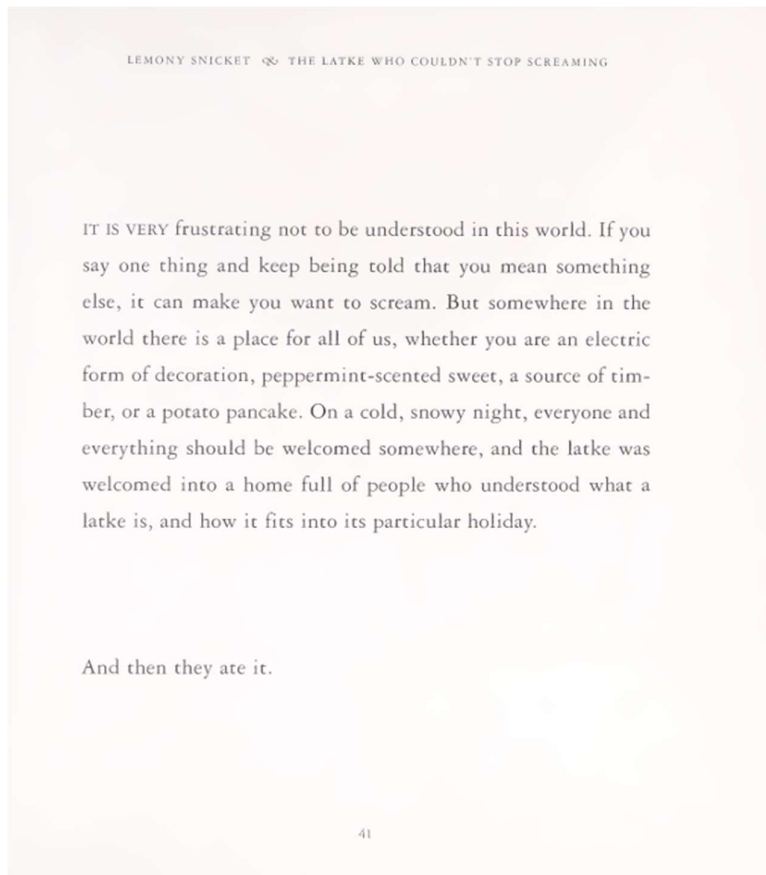 LEMONY SNICKET & THE LATKE WHO COULDN'T STOP SCREAMING
IT IS VERY frustrating not to be understood in this world. If you
say one thing and keep being told that you mean something
else, it can make you want to scream. But somewhere in the
world there is a place for all of us, whether you are an electric
form of decoration, peppermint-scented sweet, a source of tim-
ber, or a potato pancake. On a cold, snowy night, everyone and
everything should be welcomed somewhere, and the latke was
welcomed into a home full of people who understood what a
latke is, and how it fits into its particular holiday.
And then they ate it.
41